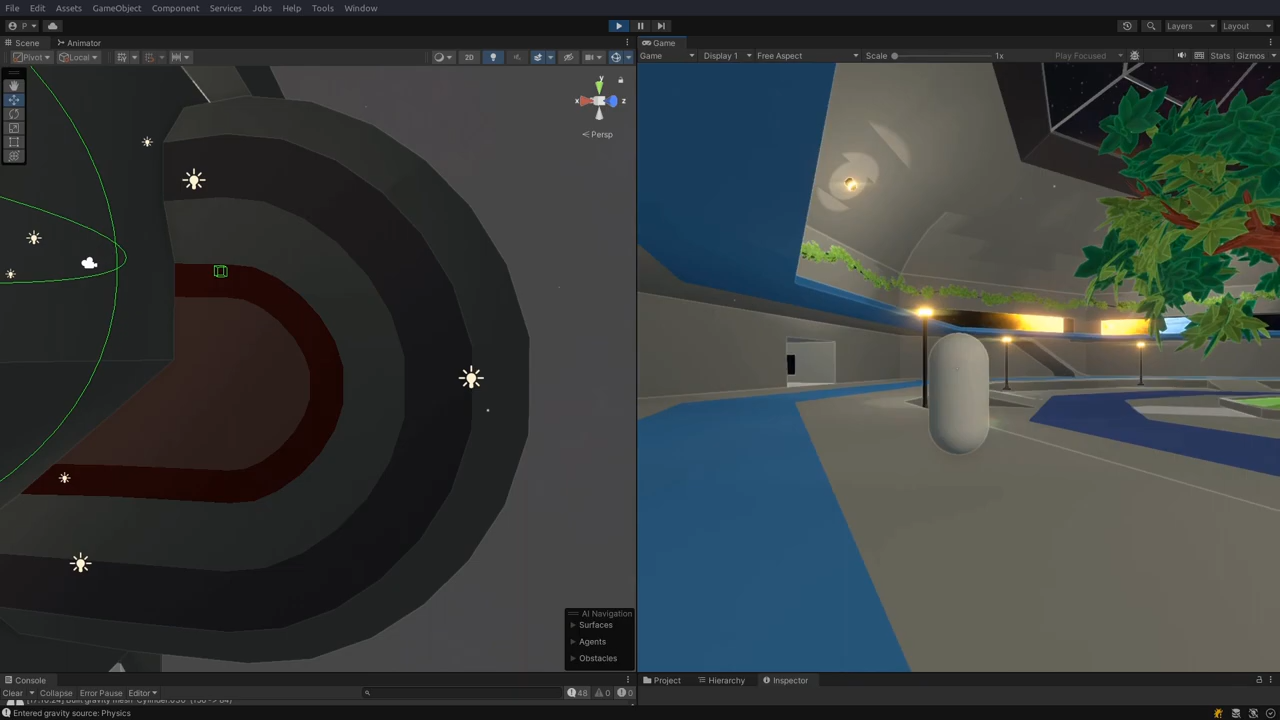 File Edit Assets GameObject Component Services Jobs Help Tools Window
P Layers Layout
Scene Animator
Game
Pivot Local 2D
Game Display 1 Free Aspect Scale 1x Play Focused Stats Gizmos
y
x z
Persp
AI Navigation
Surfaces
Agents
Obstacles
Console
Project Hierarchy Inspector
Clear Collapse Error Pause Editor 48 0 0
Entered gravity source: Physics